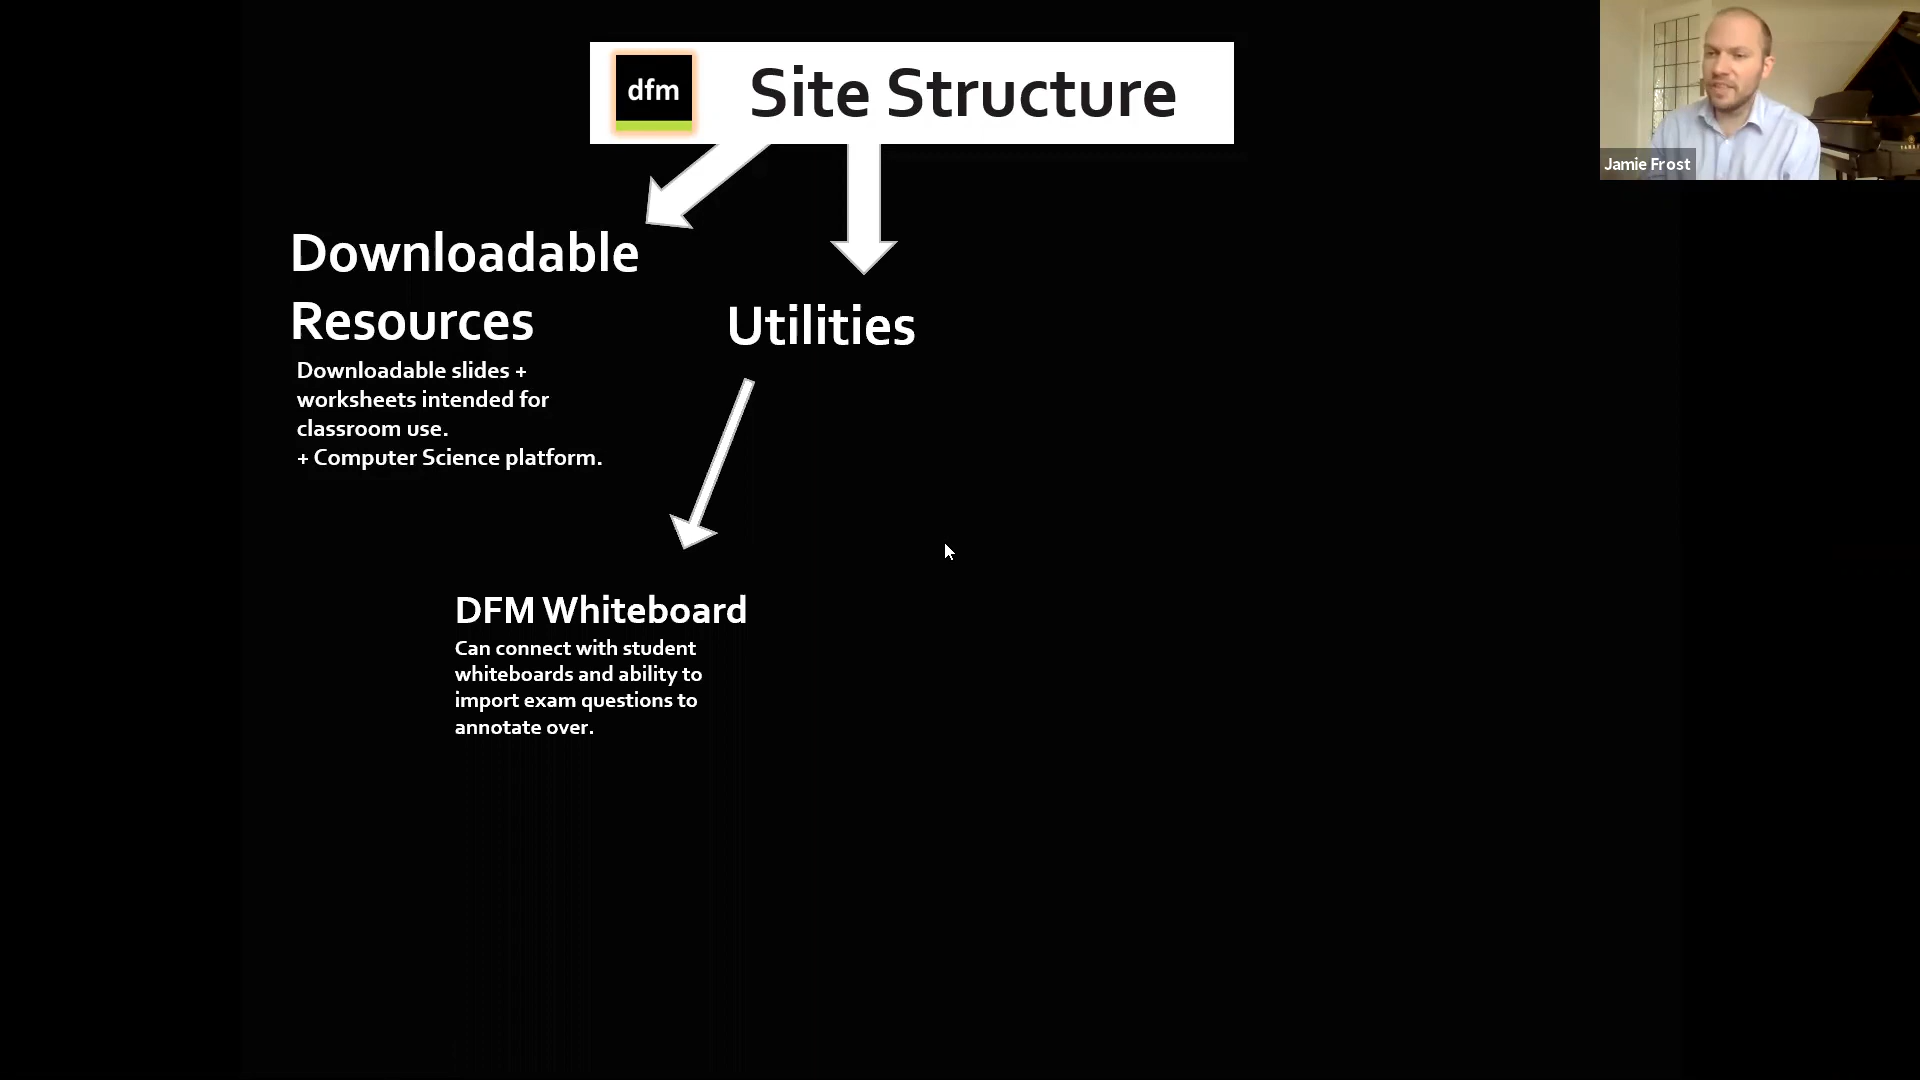 dfm
Site Structure
Jamie Frost
Downloadable
Resources
Downloadable slides +
worksheets intended for
classroom use.
+ Computer Science platform.
Utilities
DFM Whiteboard
Can connect with student
whiteboards and ability to
import exam questions to
annotate over.